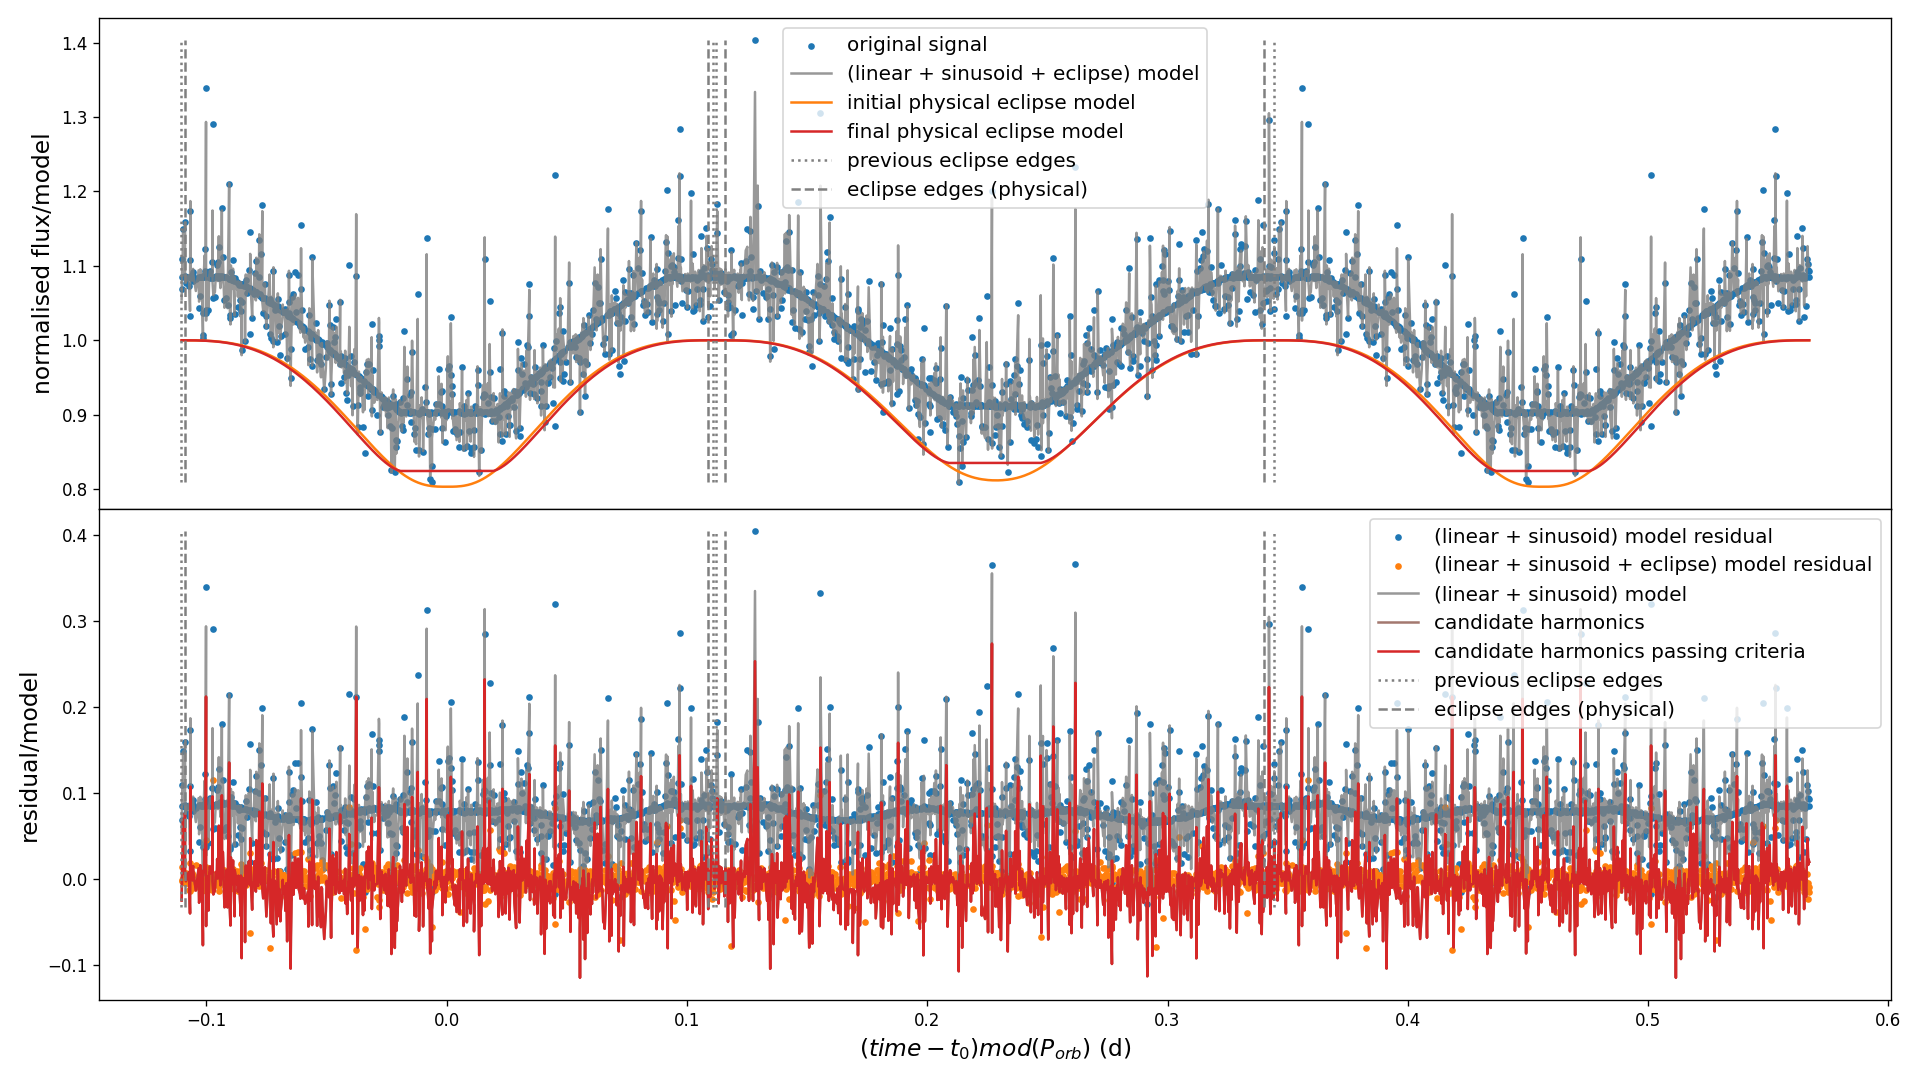 normalised flux/model
1.4
1.3
1.2
1.1
1.0
0.9
0.8
original signal
(linear + sinusoid + eclipse) model
initial physical eclipse model
final physical eclipse model
previous eclipse edges
eclipse edges (physical)
residual/model
0.4
0.3
0.2
0.1
0.0
−0.1
(linear + sinusoid) model residual
(linear + sinusoid + eclipse) model residual
(linear + sinusoid) model
candidate harmonics
candidate harmonics passing criteria
previous eclipse edges
eclipse edges (physical)
−0.1 0.0 0.1 0.2 0.3 0.4 0.5 0.6
(time − t₀)mod(P_orb) (d)